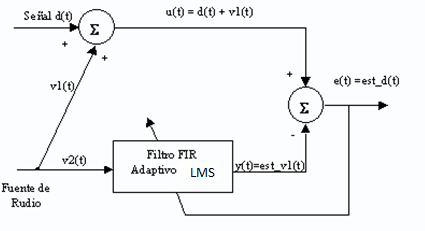 Señal d(t)
u(t) = d(t) + v1(t)
Σ
+
+
v1(t)
+
e(t) =est_d(t)
Σ
-
v2(t)
Filtro FIR
Adaptivo LMS
y(t)=est_v1(t)
Fuente de
Rudio